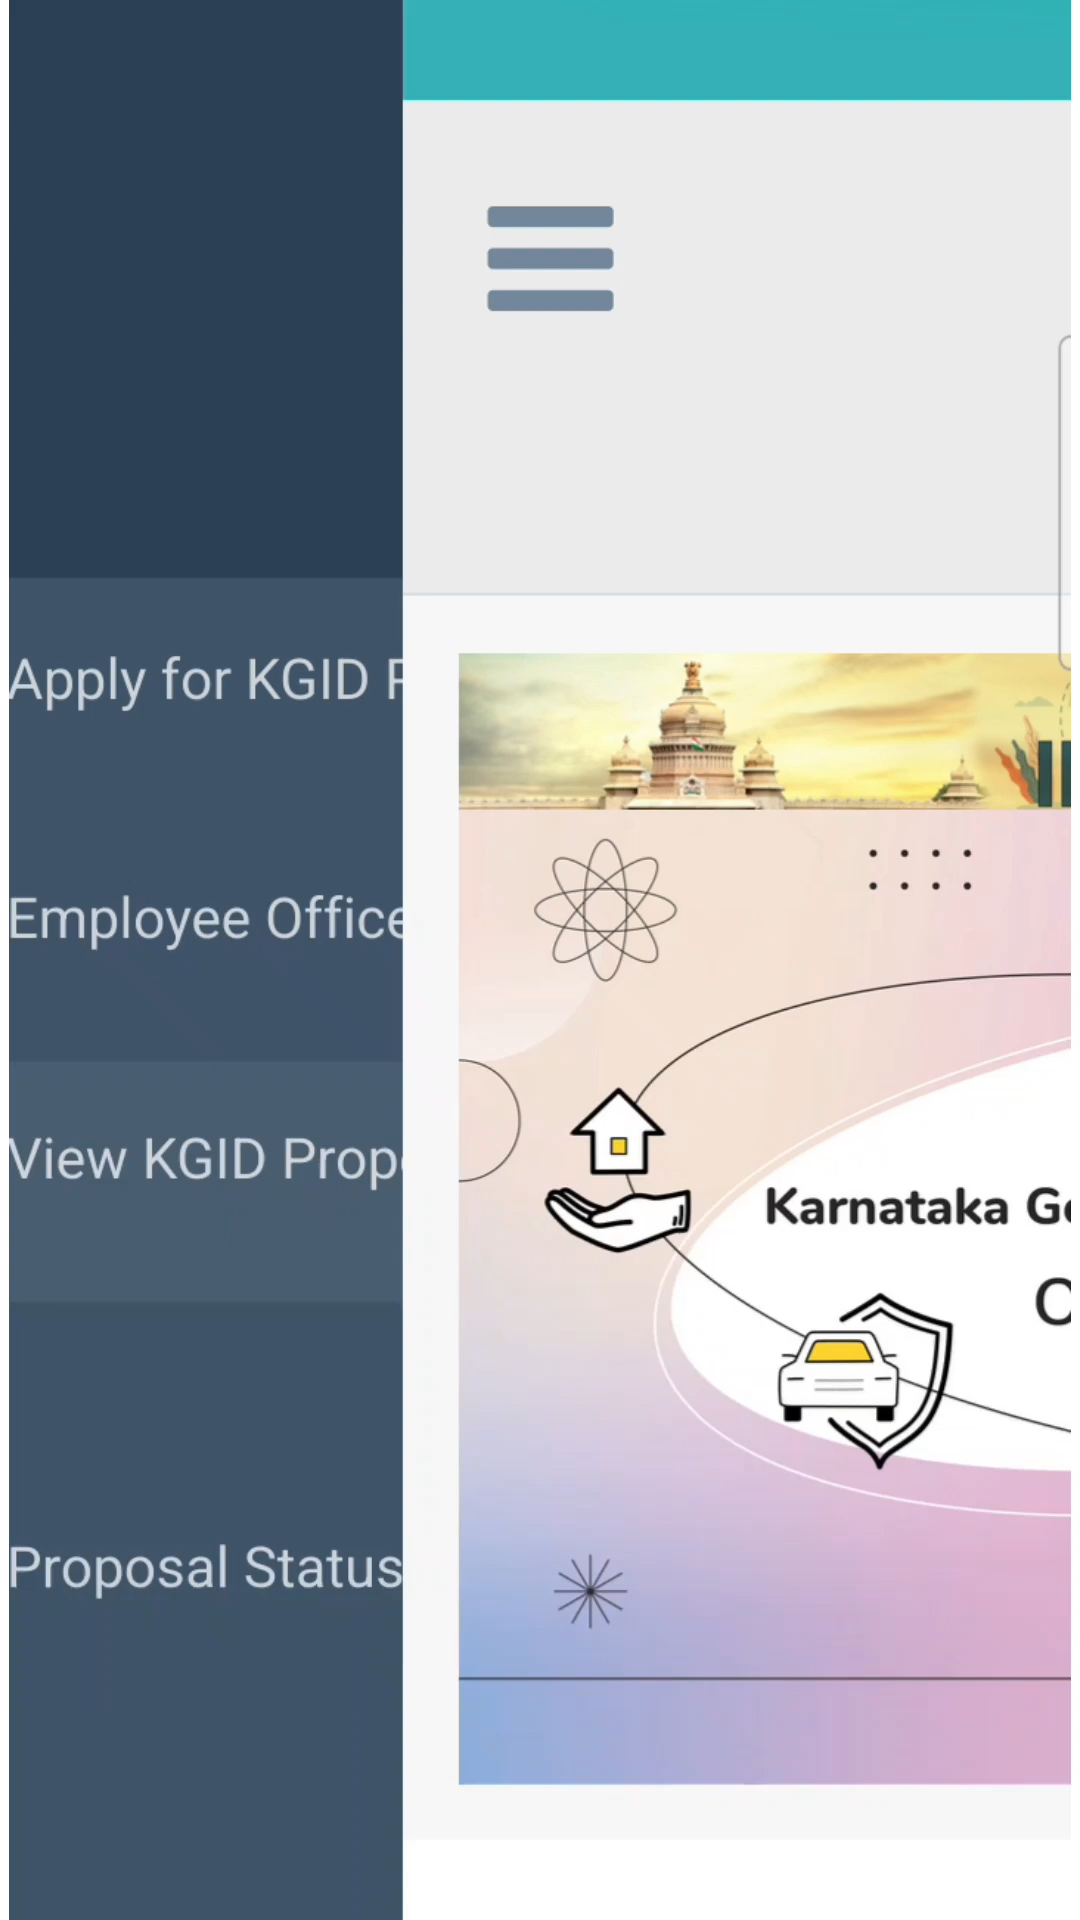 Apply for KGID
Employee Office
View KGID Prop
Proposal Status
Karnataka